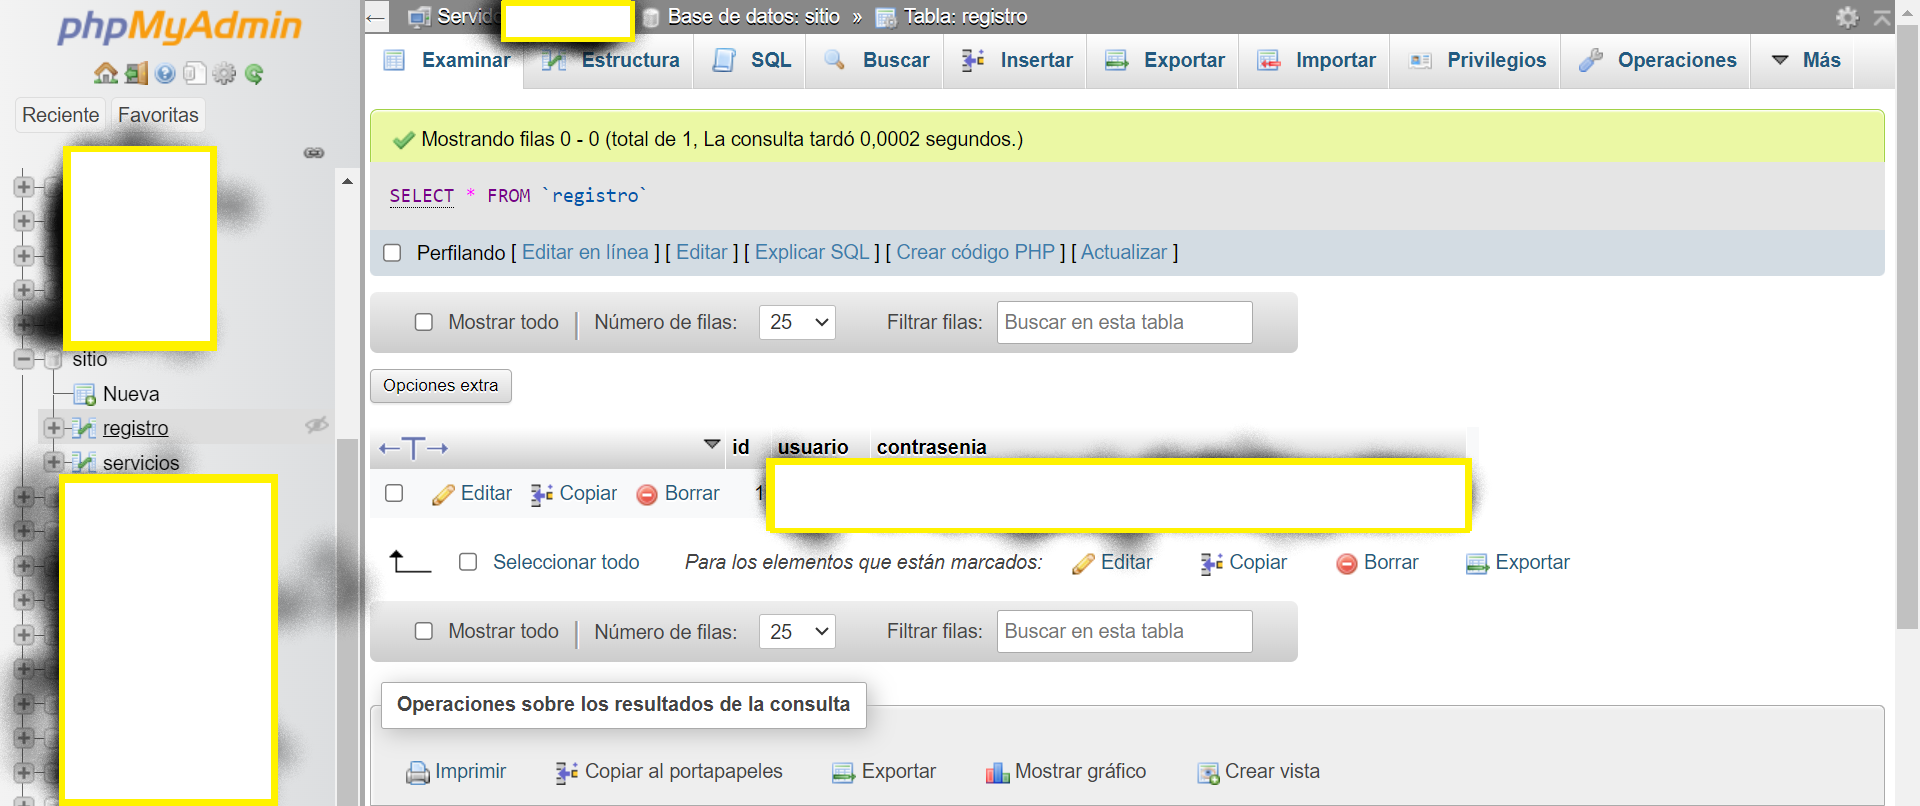 phpMyAdmin
Reciente Favoritas
sitio
Nueva
registro
servicios
Base de datos: sitio » Tabla: registro
Examinar Estructura SQL Buscar Insertar Exportar Importar Privilegios Operaciones Más
Mostrando filas 0 - 0 (total de 1, La consulta tardó 0,0002 segundos.)
SELECT * FROM `registro`
Perfilando [ Editar en línea ] [ Editar ] [ Explicar SQL ] [ Crear código PHP ] [ Actualizar ]
Mostrar todo Número de filas: 25 Filtrar filas: Buscar en esta tabla
Opciones extra
←T→ id usuario contrasenia
Editar Copiar Borrar 1
Seleccionar todo Para los elementos que están marcados: Editar Copiar Borrar Exportar
Mostrar todo Número de filas: 25 Filtrar filas: Buscar en esta tabla
Operaciones sobre los resultados de la consulta
Imprimir Copiar al portapapeles Exportar Mostrar gráfico Crear vista